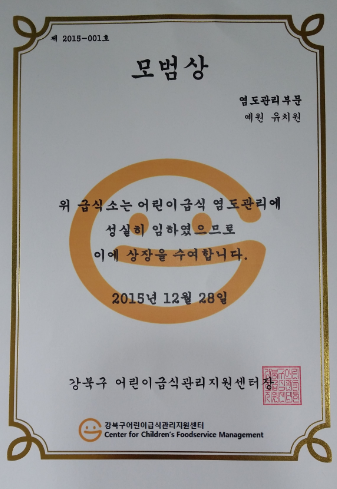 제 2015-001호
모범상
염도관리부문
예원 유치원
위 급식소는 어린이급식 염도관리에
성실히 임하였으므로
이에 상장을 수여합니다.
2015년 12월 28일
강북구 어린이급식관리지원센터장
강북구어린이급식관리지원센터
Center for Children's Foodservice Management